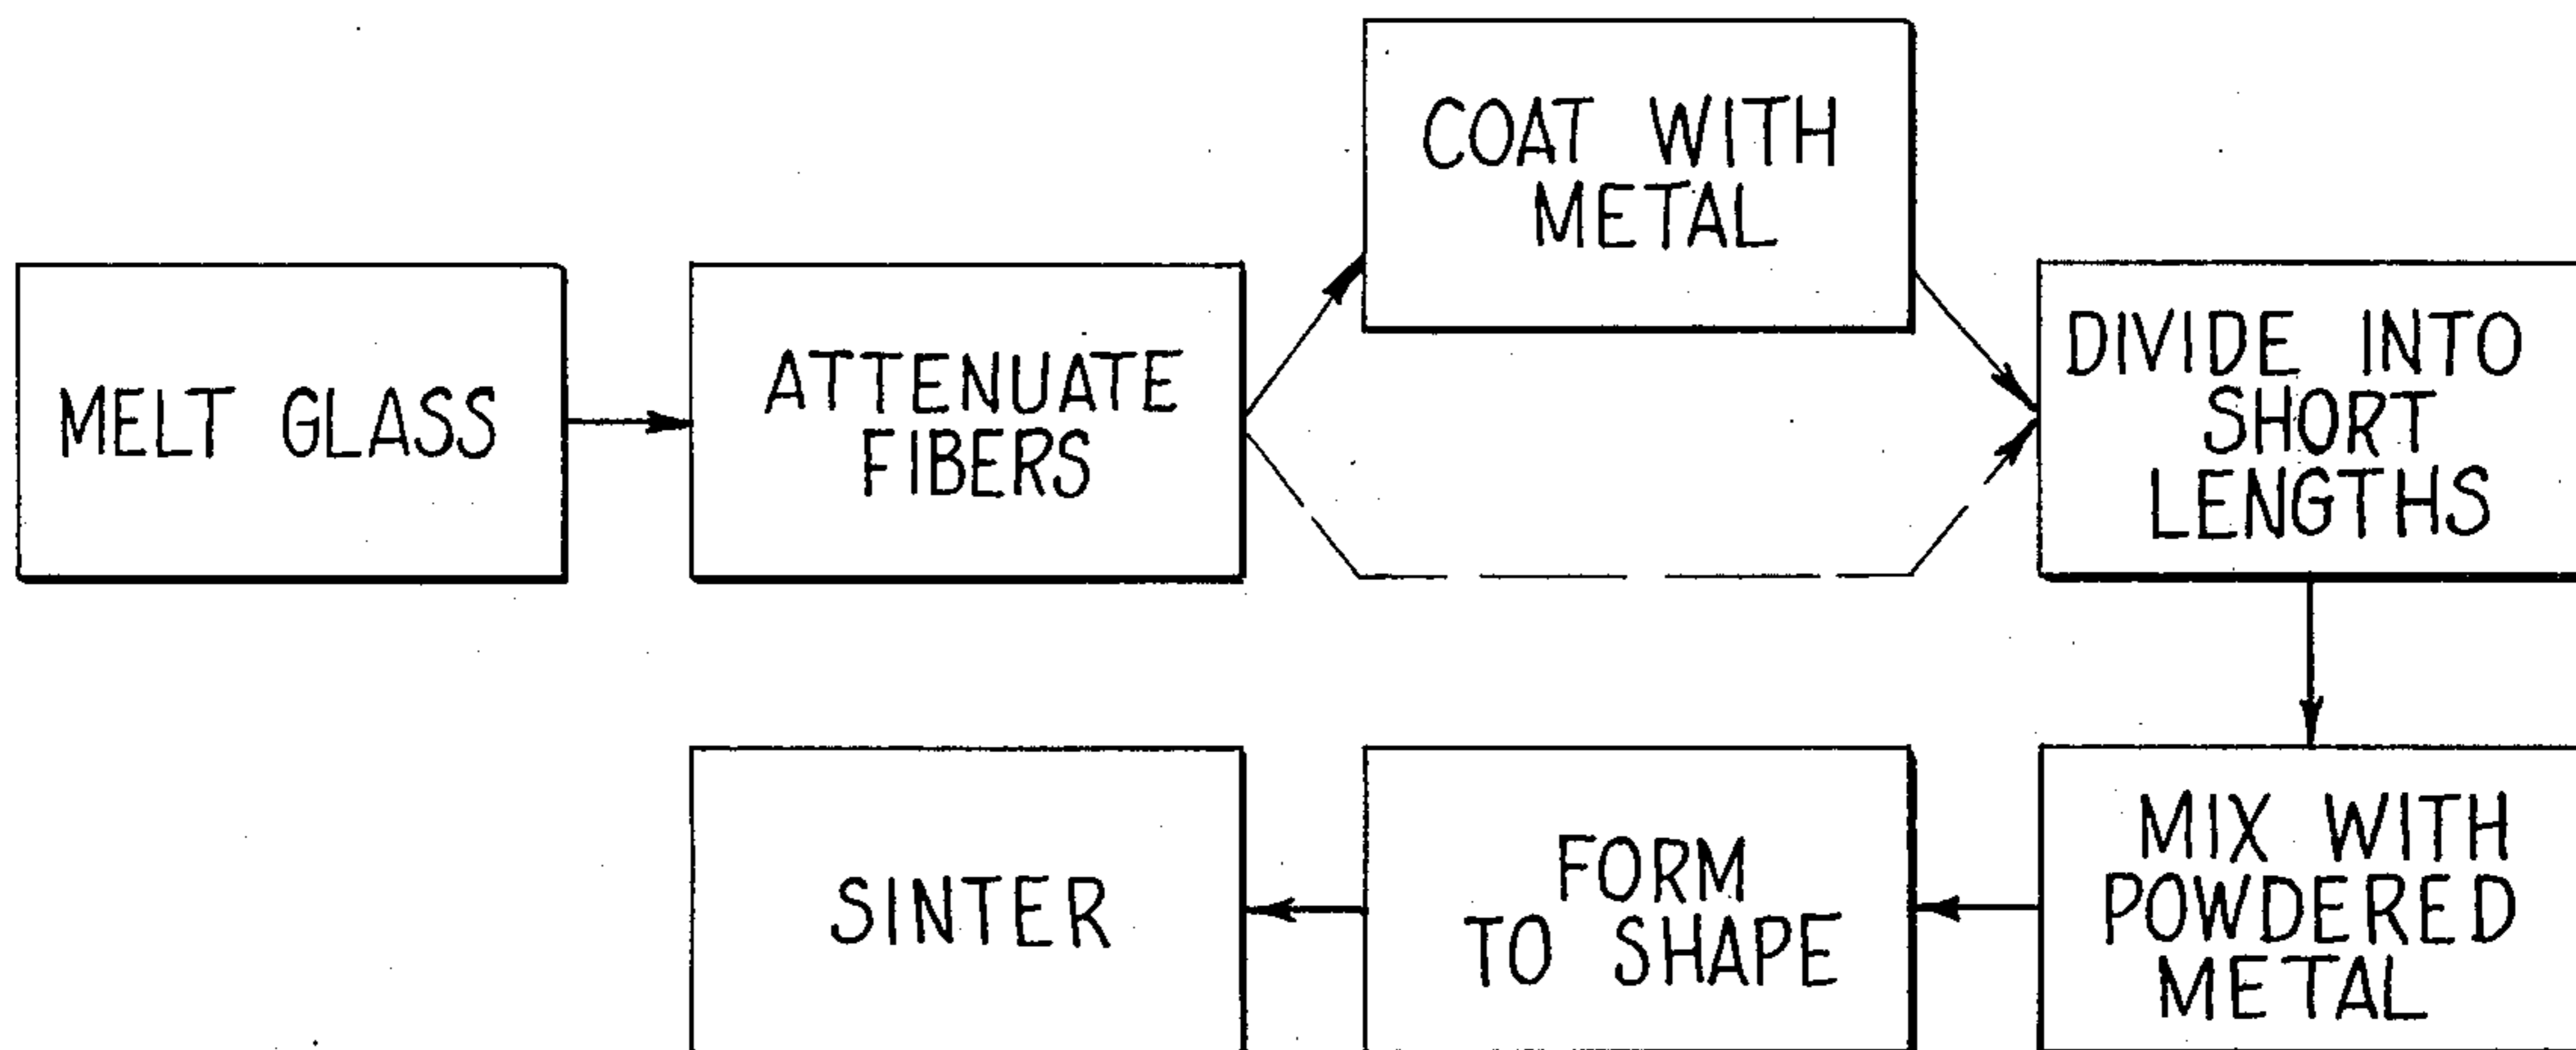 MELT GLASS
ATTENUATE
FIBERS
COAT WITH
METAL
DIVIDE INTO
SHORT
LENGTHS
MIX WITH
POWDERED
METAL
FORM
TO SHAPE
SINTER